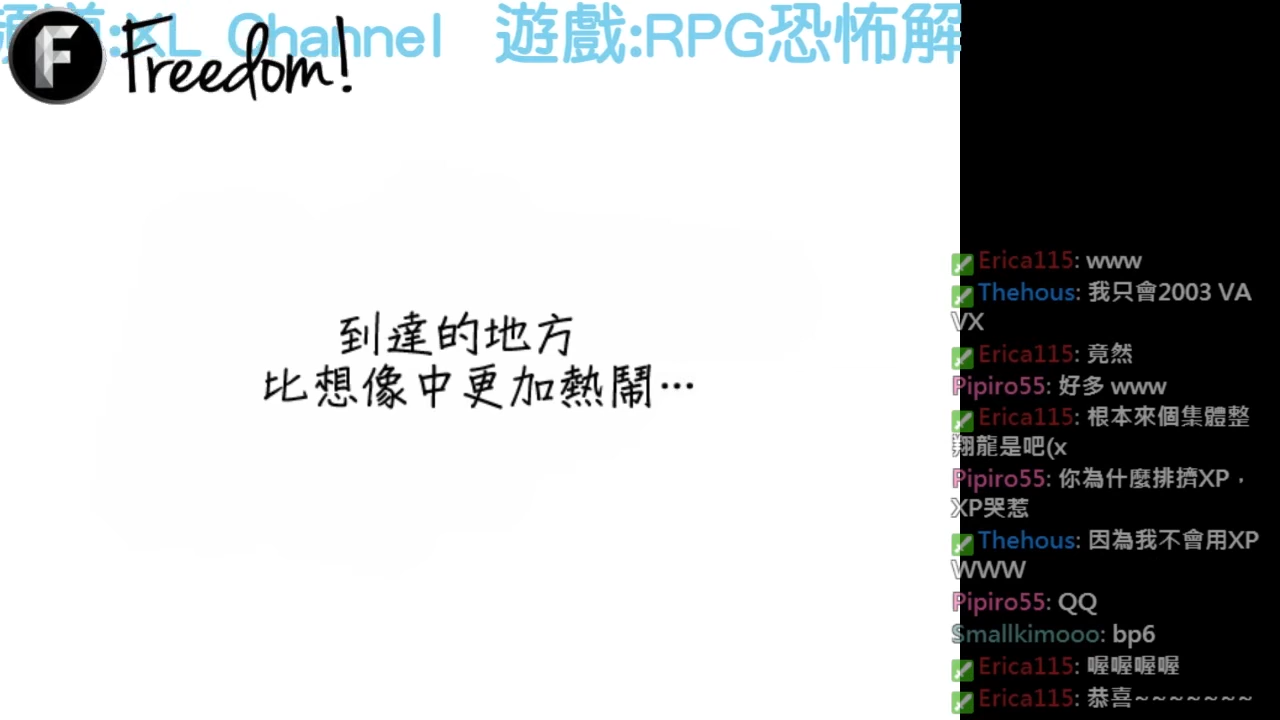 頻道:XL Channel 遊戲:RPG恐怖解
F Freedom!
到達的地方
比想像中更加熱鬧…
Erica115: www
Thehous: 我只會2003 VA
VX
Erica115: 竟然
Pipiro55: 好多 www
Erica115: 根本來個集體整
翔龍是吧(x
Pipiro55: 你為什麼排擠XP，
XP哭惹
Thehous: 因為我不會用XP
WWW
Pipiro55: QQ
Smallkimooo: bp6
Erica115: 喔喔喔喔
Erica115: 恭喜~~~~~~~